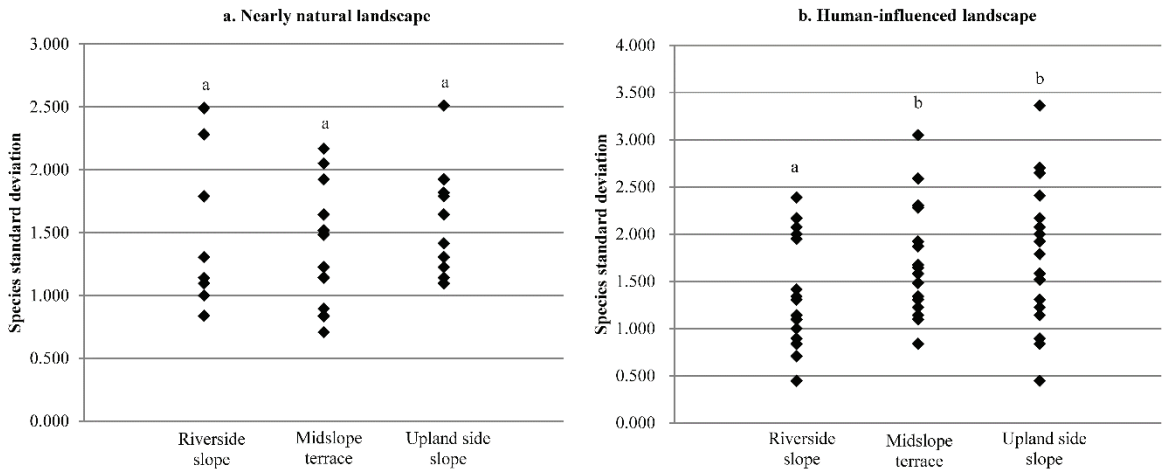 a. Nearly natural landscape
3.000
2.500
2.000
1.500
1.000
0.500
0.000
Species standard deviation
a
a
a
Riverside
slope
Midslope
terrace
Upland side
slope
b. Human-influenced landscape
4.000
3.500
3.000
2.500
2.000
1.500
1.000
0.500
0.000
Species standard deviation
a
b
b
Riverside
slope
Midslope
terrace
Upland side
slope